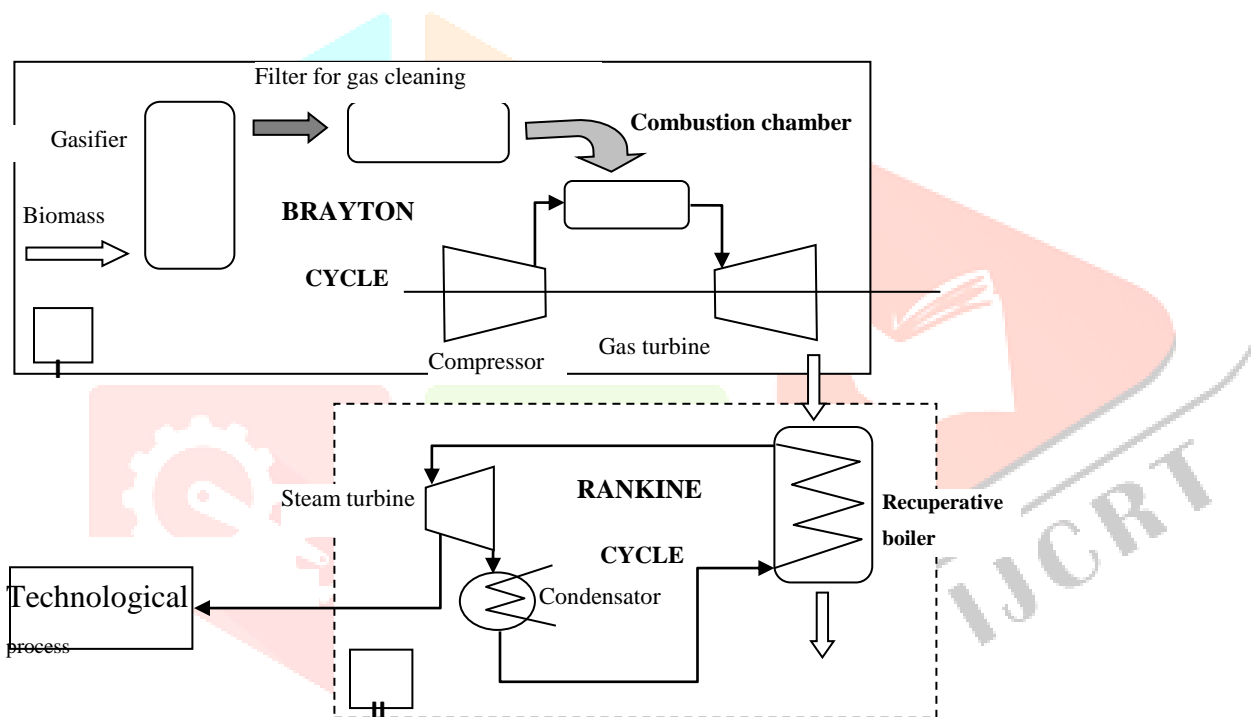 Filter for gas cleaning
Gasifier
Combustion chamber
Biomass
BRAYTON
CYCLE
Compressor
Gas turbine
I
Steam turbine
RANKINE
CYCLE
Recuperative
boiler
Condensator
Technological
process
II
IJCRT